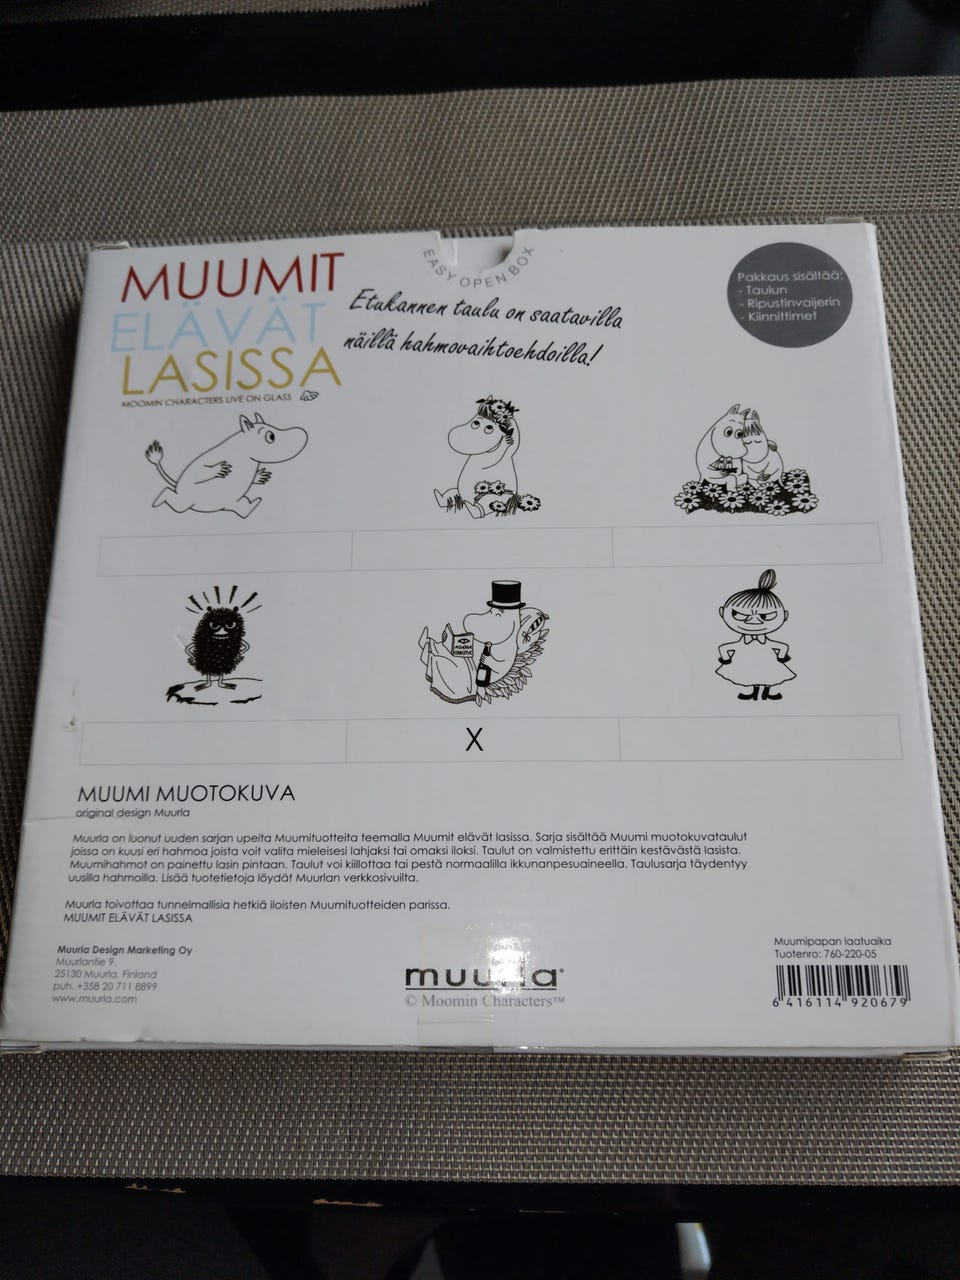 EASY OPEN BOX
MUUMIT
ELÄVÄT
LASISSA
MOOMIN CHARACTERS LIVE ON GLASS
Etukannen taulu on saatavilla
näillä hahmovaihtoehdoilla!
Pakkaus sisältää:
- Taulun
- Ripustinvaijerin
- Kiinnittimet
AGATHA
CHRISTIE
X
MUUMI MUOTOKUVA
original design Muurla
Muurla on luonut uuden sarjan upeita Muumituotteita teemalla Muumit elävät lasissa. Sarja sisältää Muumi muotokuvataulut
joissa on kuusi eri hahmoa joista voit valita mieleisesi lahjaksi tai omaksi iloksi. Taulut on valmistettu erittäin kestävästä lasista.
Muumihahmot on painettu lasin pintaan. Taulut voi kiillottaa tai pestä normaalilla ikkunanpesuaineella. Taulusarja täydentyy
uusilla hahmoilla. Lisää tuotetietoja löydät Muurlan verkkosivuilta.
Muurla toivottaa tunnelmallisia hetkiä iloisten Muumituotteiden parissa.
MUUMIT ELÄVÄT LASISSA
Muurla Design Marketing Oy
Muurlantie 9,
25130 Muurla, Finland
puh. +358 20 711 8899
www.muurla.com
muurla®
© Moomin Characters™
Muumipapan laatuaika
Tuotenro: 760-220-05
6 416114 920679